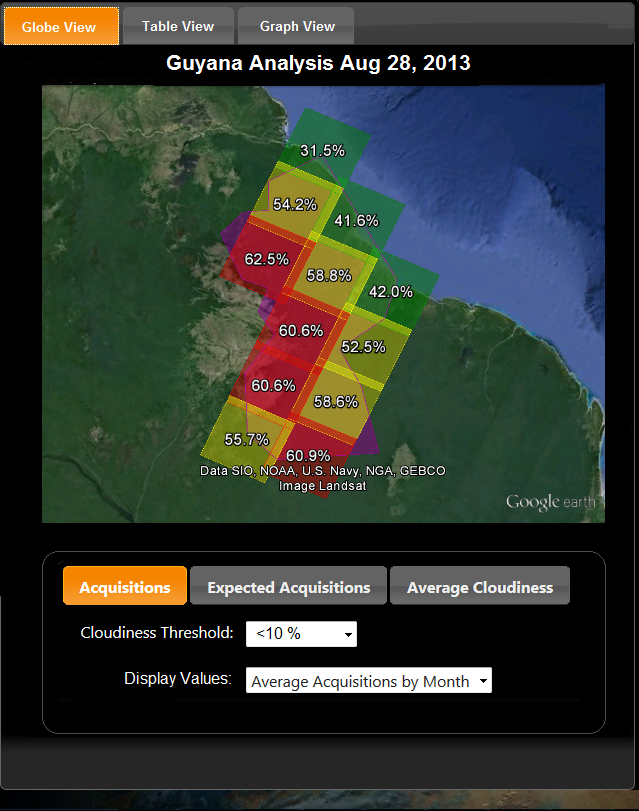 Globe View
Table View
Graph View
Guyana Analysis Aug 28, 2013
31.5%
54.2%
41.6%
62.5%
58.8%
42.0%
60.6%
52.5%
60.6%
58.6%
55.7%
60.9%
Data SIO, NOAA, U.S. Navy, NGA, GEBCO
Image Landsat
Google earth
Acquisitions
Expected Acquisitions
Average Cloudiness
Cloudiness Threshold:
<10 %
Display Values:
Average Acquisitions by Month